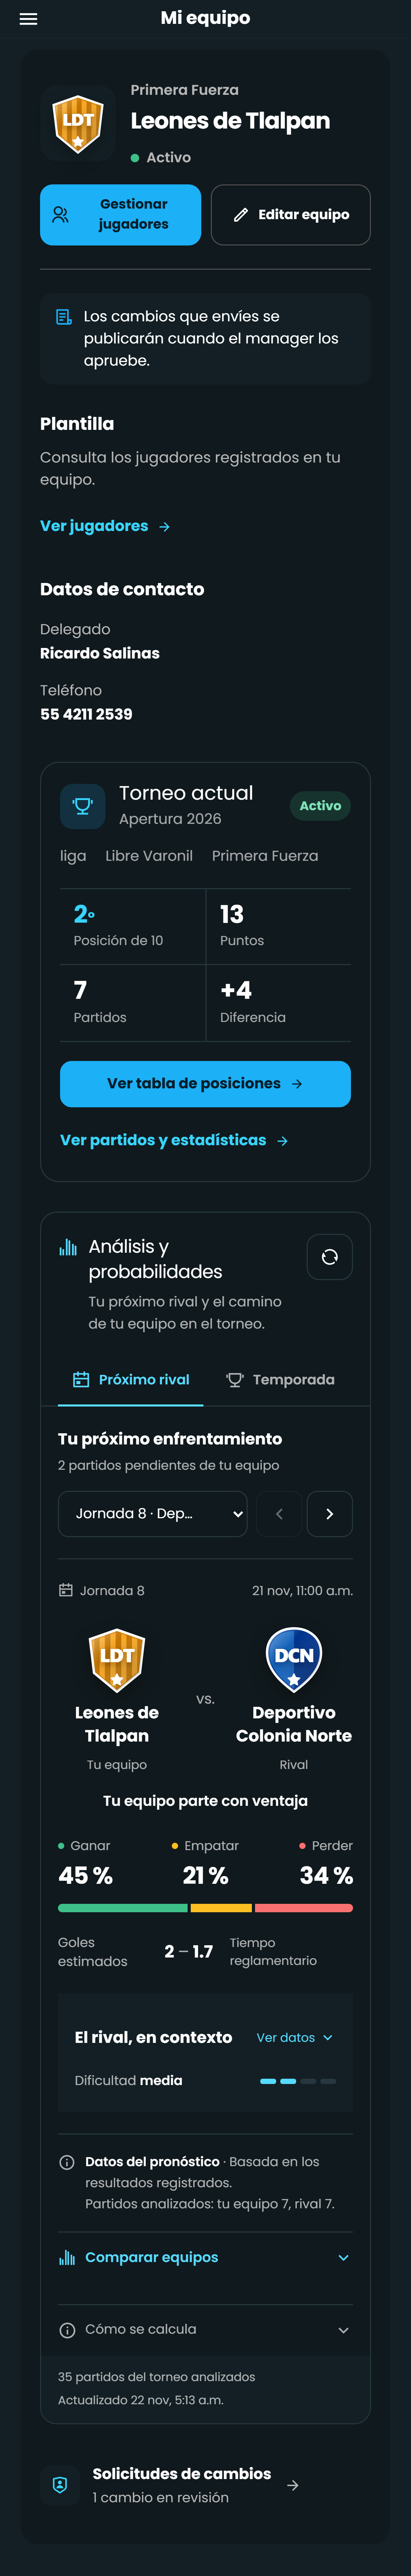 Mi equipo
LDT
Primera Fuerza
Leones de Tlalpan
Activo
Gestionar
jugadores
Editar equipo
Los cambios que envíes se
publicarán cuando el manager los
apruebe.
Plantilla
Consulta los jugadores registrados en tu
equipo.
Ver jugadores →
Datos de contacto
Delegado
Ricardo Salinas
Teléfono
55 4211 2539
Torneo actual
Apertura 2026
Activo
liga Libre Varonil Primera Fuerza
2º
Posición de 10
13
Puntos
7
Partidos
+4
Diferencia
Ver tabla de posiciones →
Ver partidos y estadísticas →
Análisis y
probabilidades
Tu próximo rival y el camino
de tu equipo en el torneo.
Próximo rival
Temporada
Tu próximo enfrentamiento
2 partidos pendientes de tu equipo
Jornada 8 · Dep...
Jornada 8
21 nov, 11:00 a.m.
LDT
DCN
Leones de
Tlalpan
Tu equipo
vs.
Deportivo
Colonia Norte
Rival
Tu equipo parte con ventaja
Ganar
45 %
Empatar
21 %
Perder
34 %
Goles
estimados
2 – 1.7
Tiempo
reglamentario
El rival, en contexto
Ver datos
Dificultad media
Datos del pronóstico · Basada en los
resultados registrados.
Partidos analizados: tu equipo 7, rival 7.
Comparar equipos
Cómo se calcula
35 partidos del torneo analizados
Actualizado 22 nov, 5:13 a.m.
Solicitudes de cambios
1 cambio en revisión
→